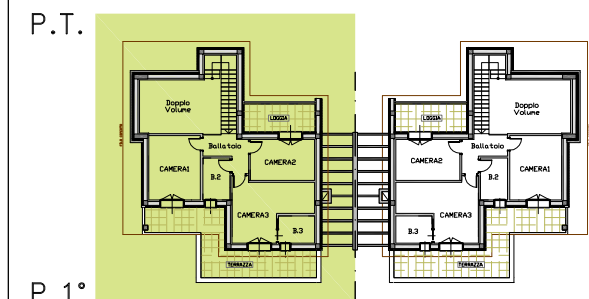 P.T.
Doppio
Volume
LOGGIA
LOGGIA
Doppio
Volume
Ballatoio
Ballatoio
CAMERA1
B.2
CAMERA2
CAMERA2
B.2
CAMERA1
CAMERA3
B.3
B.3
CAMERA3
TERRAZZA
TERRAZZA
P 1°